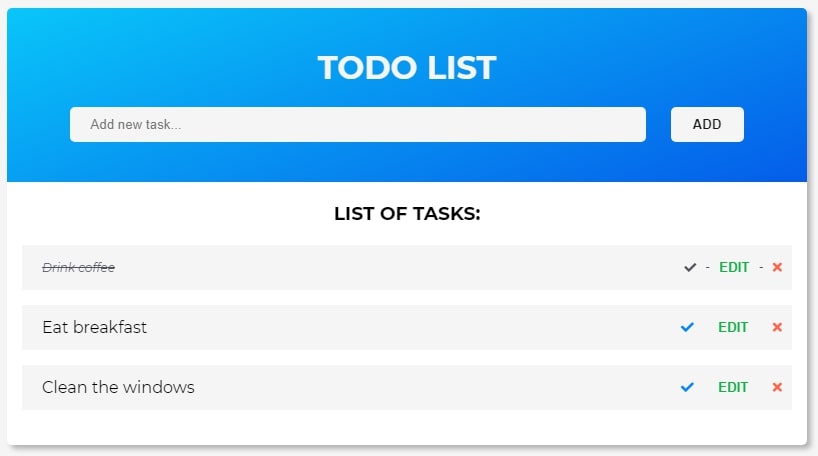 TODO LIST
Add new task...
ADD
LIST OF TASKS:
Drink coffee - EDIT -
Eat breakfast EDIT
Clean the windows EDIT